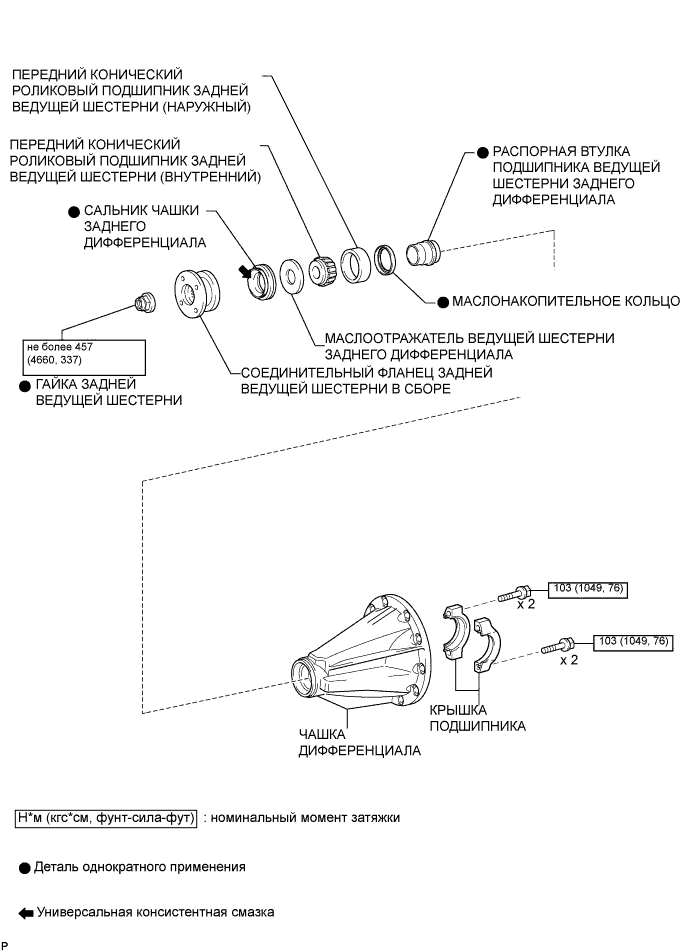 ПЕРЕДНИЙ КОНИЧЕСКИЙ
РОЛИКОВЫЙ ПОДШИПНИК ЗАДНЕЙ
ВЕДУЩЕЙ ШЕСТЕРНИ (НАРУЖНЫЙ)
ПЕРЕДНИЙ КОНИЧЕСКИЙ
РОЛИКОВЫЙ ПОДШИПНИК ЗАДНЕЙ
ВЕДУЩЕЙ ШЕСТЕРНИ (ВНУТРЕННИЙ)
РАСПОРНАЯ ВТУЛКА
ПОДШИПНИКА ВЕДУЩЕЙ
ШЕСТЕРНИ ЗАДНЕГО
ДИФФЕРЕНЦИАЛА
САЛЬНИК ЧАШКИ
ЗАДНЕГО
ДИФФЕРЕНЦИАЛА
МАСЛОНАКОПИТЕЛЬНОЕ КОЛЬЦО
МАСЛООТРАЖАТЕЛЬ ВЕДУЩЕЙ ШЕСТЕРНИ
ЗАДНЕГО ДИФФЕРЕНЦИАЛА
не более 457
(4660, 337)
СОЕДИНИТЕЛЬНЫЙ ФЛАНЕЦ ЗАДНЕЙ
ВЕДУЩЕЙ ШЕСТЕРНИ В СБОРЕ
ГАЙКА ЗАДНЕЙ
ВЕДУЩЕЙ ШЕСТЕРНИ
103 (1049, 76)
x 2
103 (1049, 76)
x 2
КРЫШКА
ПОДШИПНИКА
ЧАШКА
ДИФФЕРЕНЦИАЛА
Н*м (кгс*см, фунт-сила-фут) : номинальный момент затяжки
Деталь однократного применения
Универсальная консистентная смазка
P